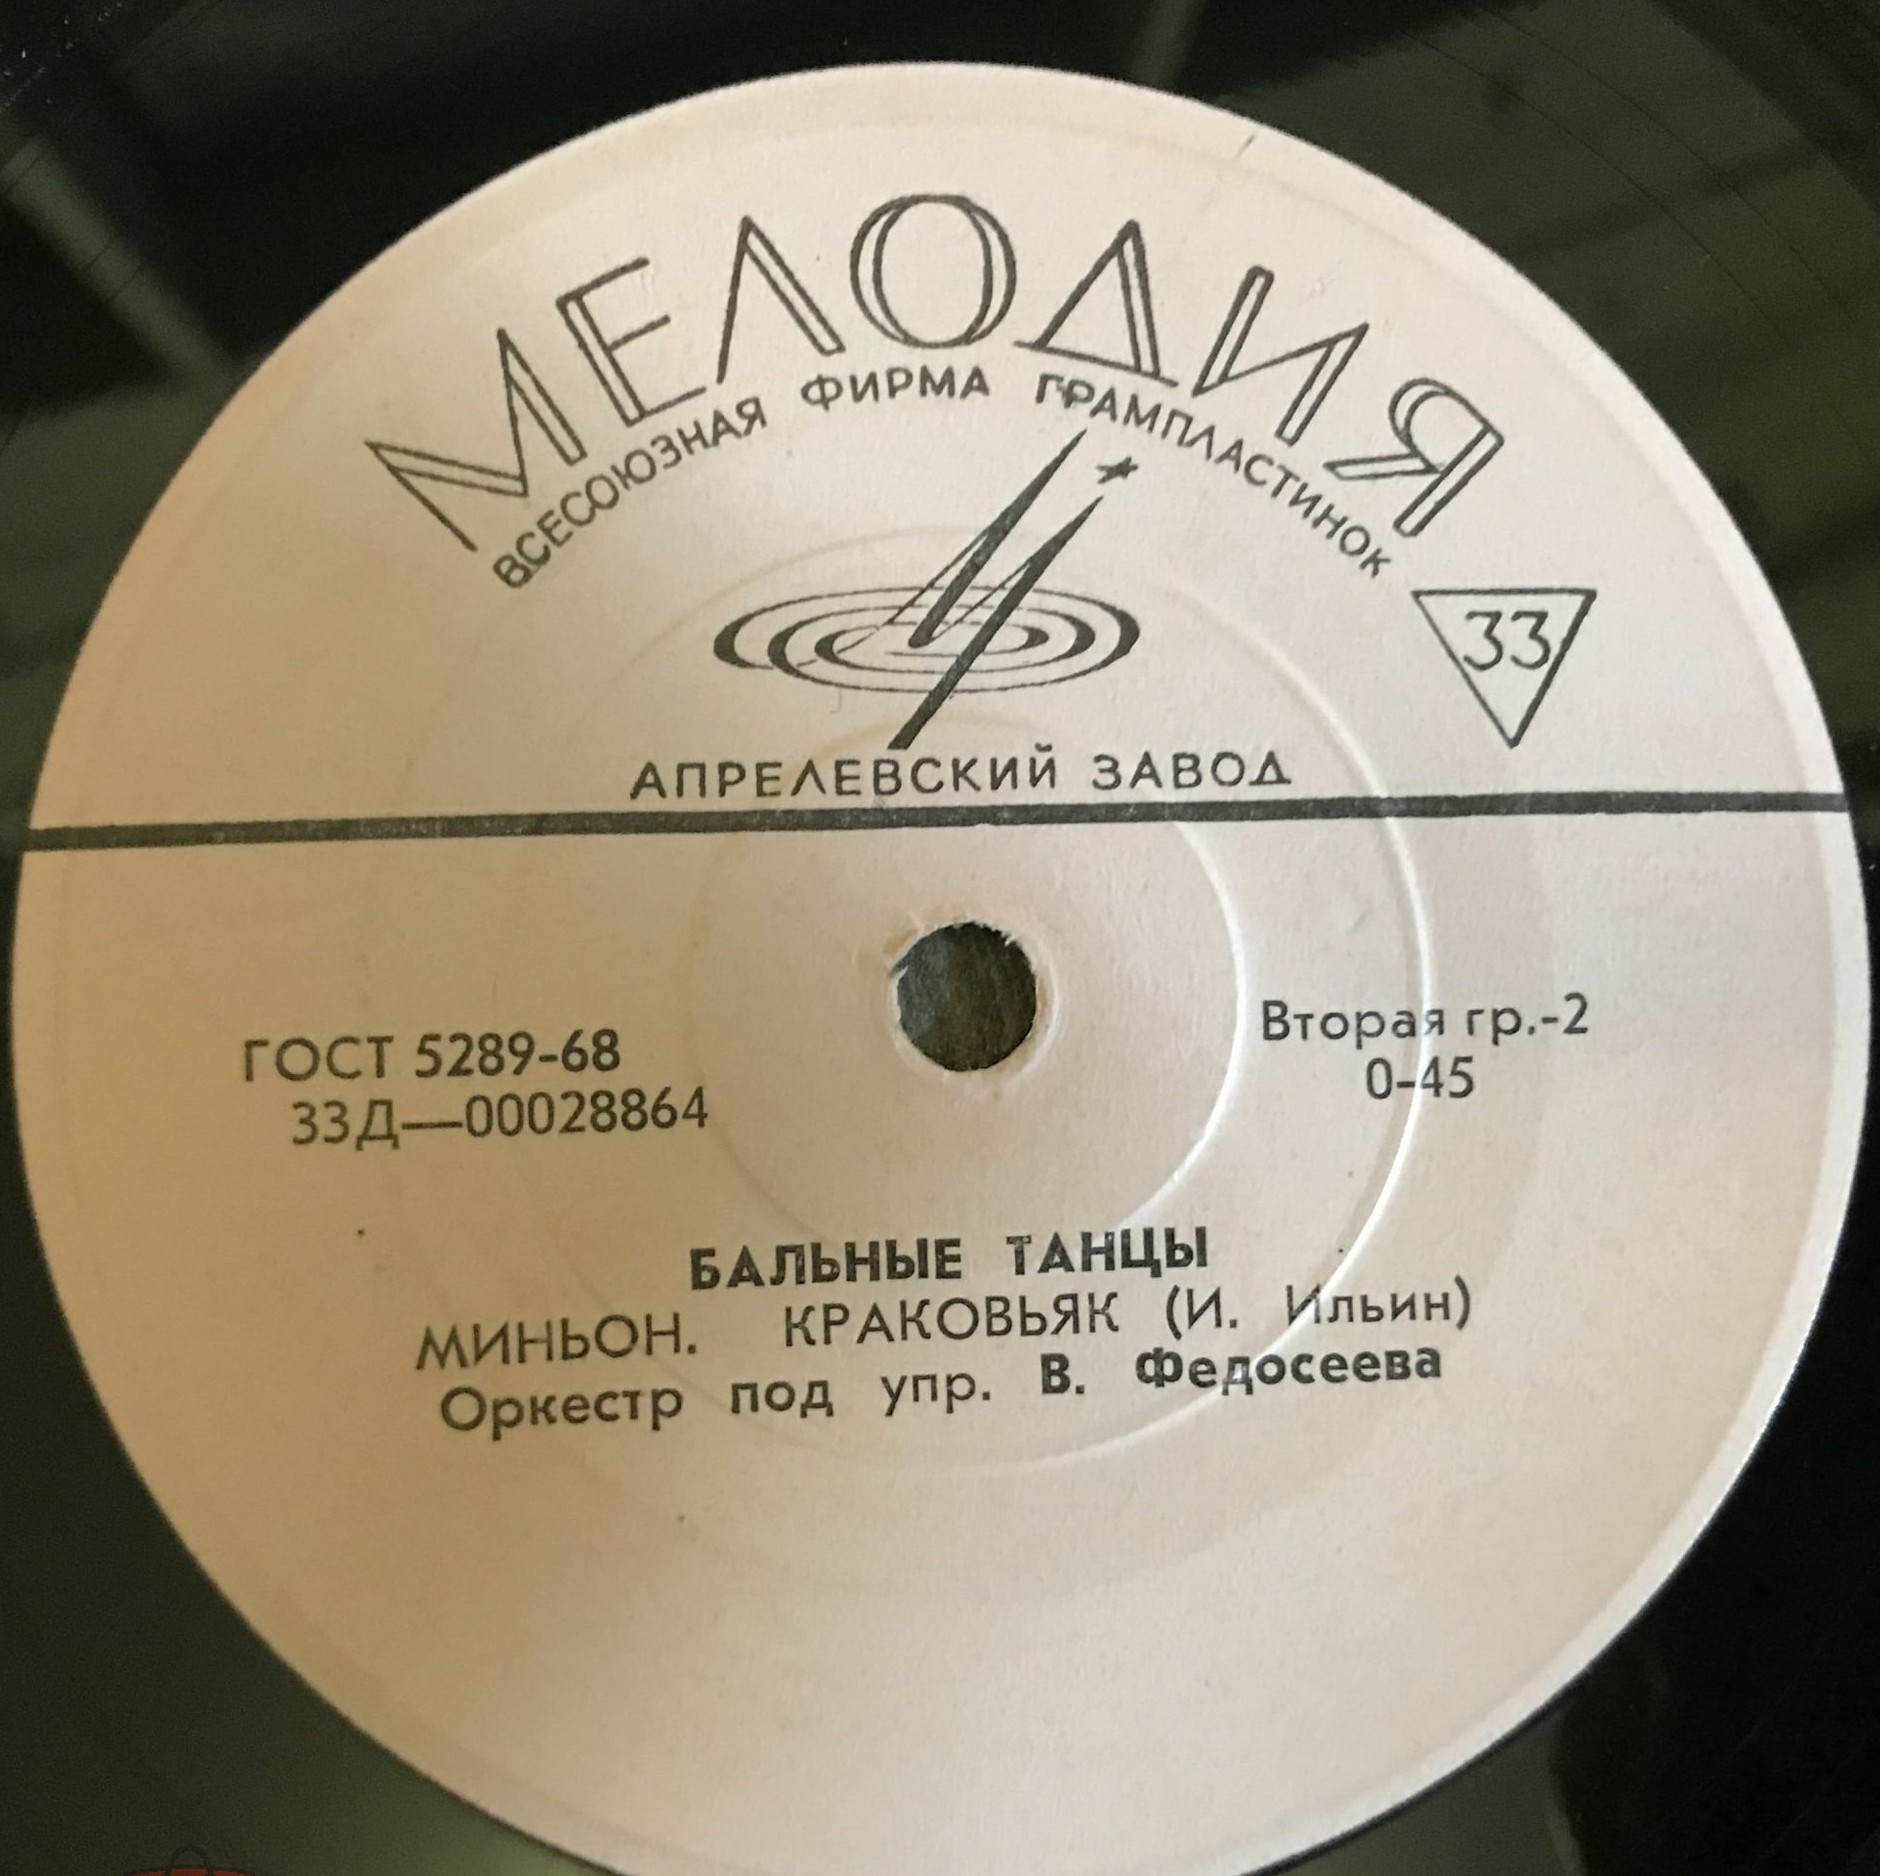 МЕЛОДИЯ
ВСЕСОЮЗНАЯ ФИРМА ГРАМПЛАСТИНОК
33
АПРЕЛЕВСКИЙ ЗАВОД
ГОСТ 5289-68
33Д—00028864
Вторая гр.-2
0-45
БАЛЬНЫЕ ТАНЦЫ
МИНЬОН. КРАКОВЬЯК (И. Ильин)
Оркестр под упр. В. Федосеева